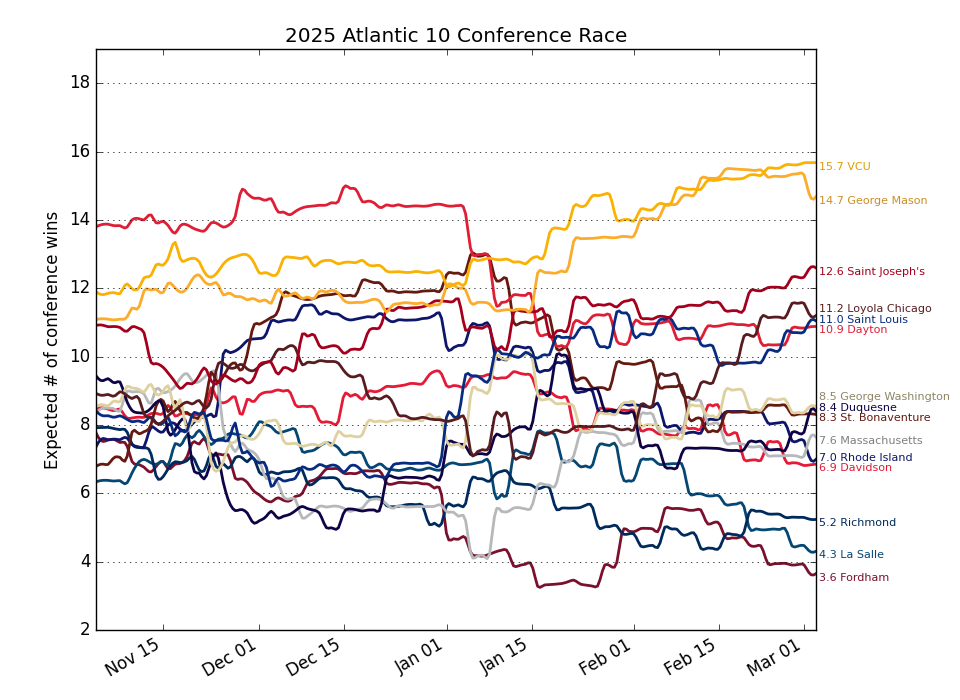 2025 Atlantic 10 Conference Race
Expected # of conference wins
18
16
14
12
10
8
6
4
2
15.7 VCU
14.7 George Mason
12.6 Saint Joseph's
11.2 Loyola Chicago
11.0 Saint Louis
10.9 Dayton
8.5 George Washington
8.4 Duquesne
8.3 St. Bonaventure
7.6 Massachusetts
7.0 Rhode Island
6.9 Davidson
5.2 Richmond
4.3 La Salle
3.6 Fordham
Nov 15
Dec 01
Dec 15
Jan 01
Jan 15
Feb 01
Feb 15
Mar 01